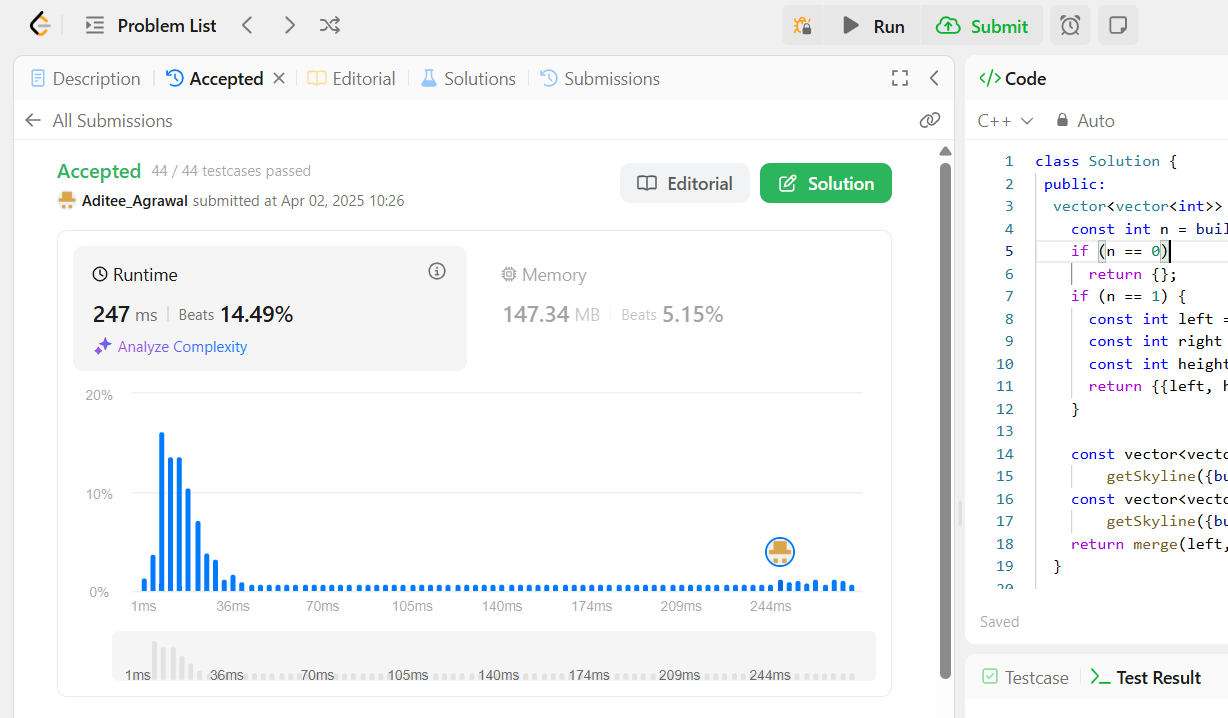 Problem List
Run
Submit
Description
Accepted
Editorial
Solutions
Submissions
All Submissions
Accepted 44 / 44 testcases passed
Aditee_Agrawal submitted at Apr 02, 2025 10:26
Editorial
Solution
Runtime
247 ms Beats 14.49%
Analyze Complexity
Memory
147.34 MB Beats 5.15%
20%
10%
0%
1ms 36ms 70ms 105ms 140ms 174ms 209ms 244ms
1ms 36ms 70ms 105ms 140ms 174ms 209ms 244ms
</> Code
C++ Auto
1 class Solution {
2 public:
3 vector<vector<int>>
4 const int n = buil
5 if (n == 0)
6 return {};
7 if (n == 1) {
8 const int left =
9 const int right
10 const int height
11 return {{left, h
12 }
13
14 const vector<vecto
15 getSkyline({bu
16 const vector<vecto
17 getSkyline({bu
18 return merge(left,
19 }
20
Saved
Testcase
Test Result